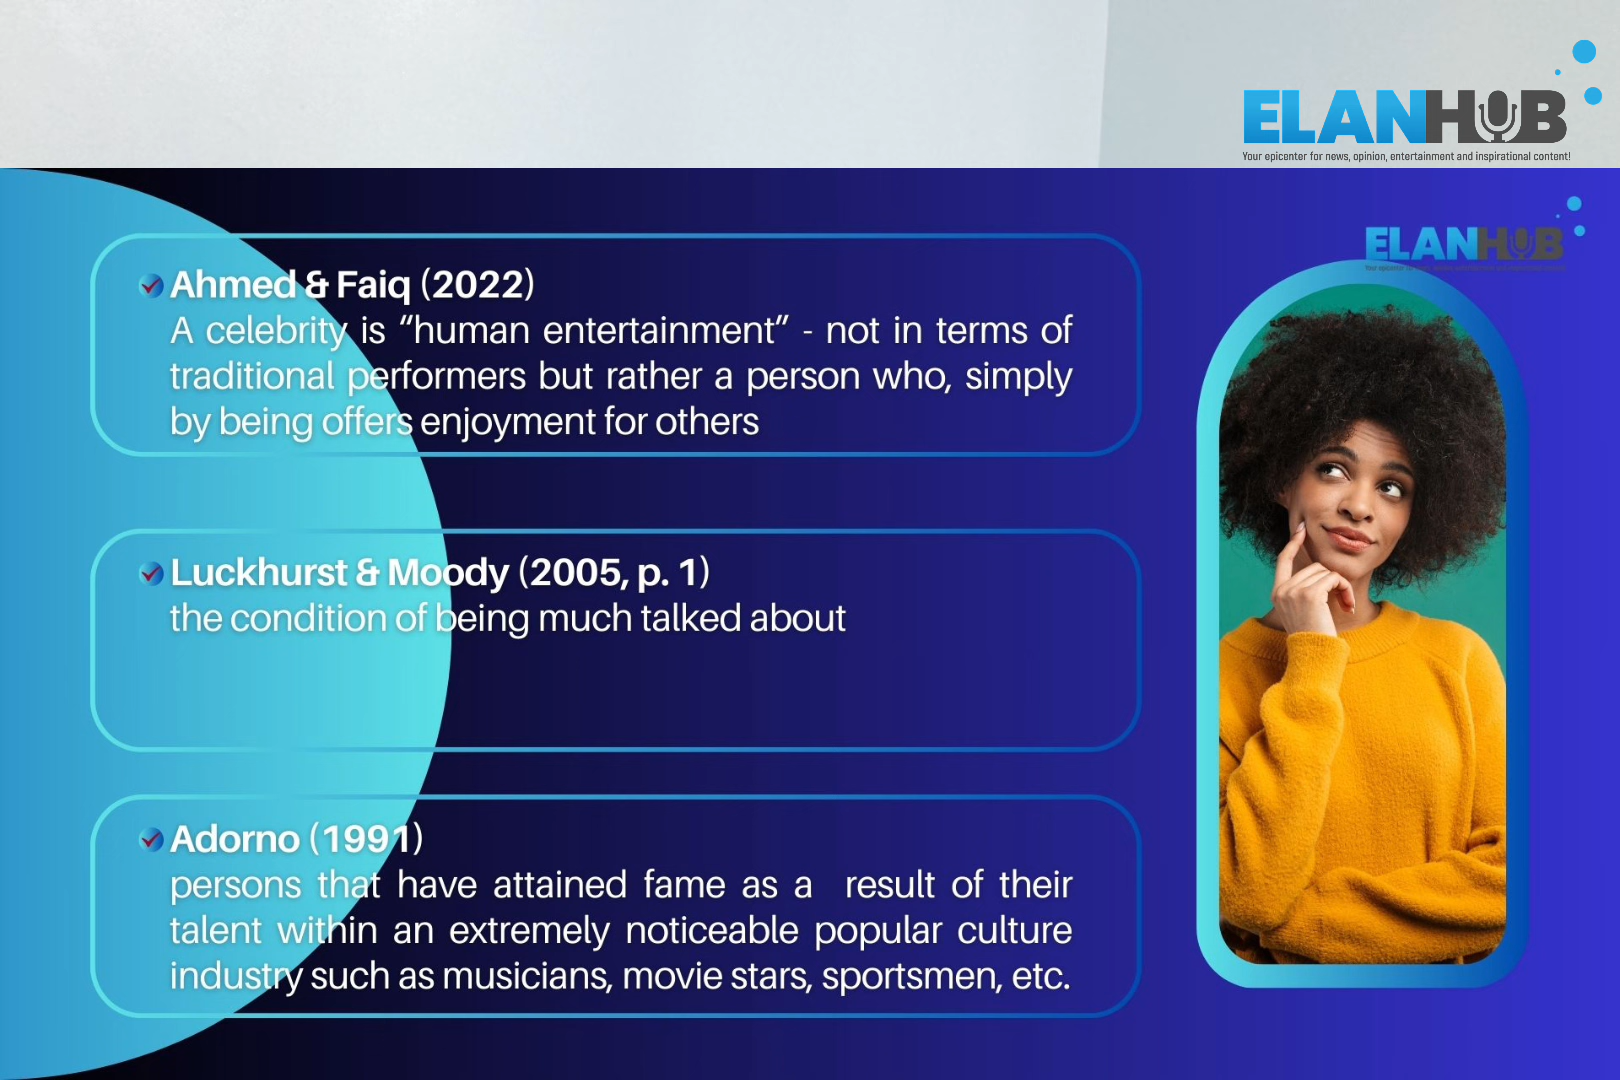 ELANHUB
Your epicenter for news, opinion, entertainment and inspirational content!
ELANHUB
Ahmed & Faiq (2022)
A celebrity is “human entertainment” - not in terms of
traditional performers but rather a person who, simply
by being offers enjoyment for others
Luckhurst & Moody (2005, p. 1)
the condition of being much talked about
Adorno (1991)
persons that have attained fame as a result of their
talent within an extremely noticeable popular culture
industry such as musicians, movie stars, sportsmen, etc.